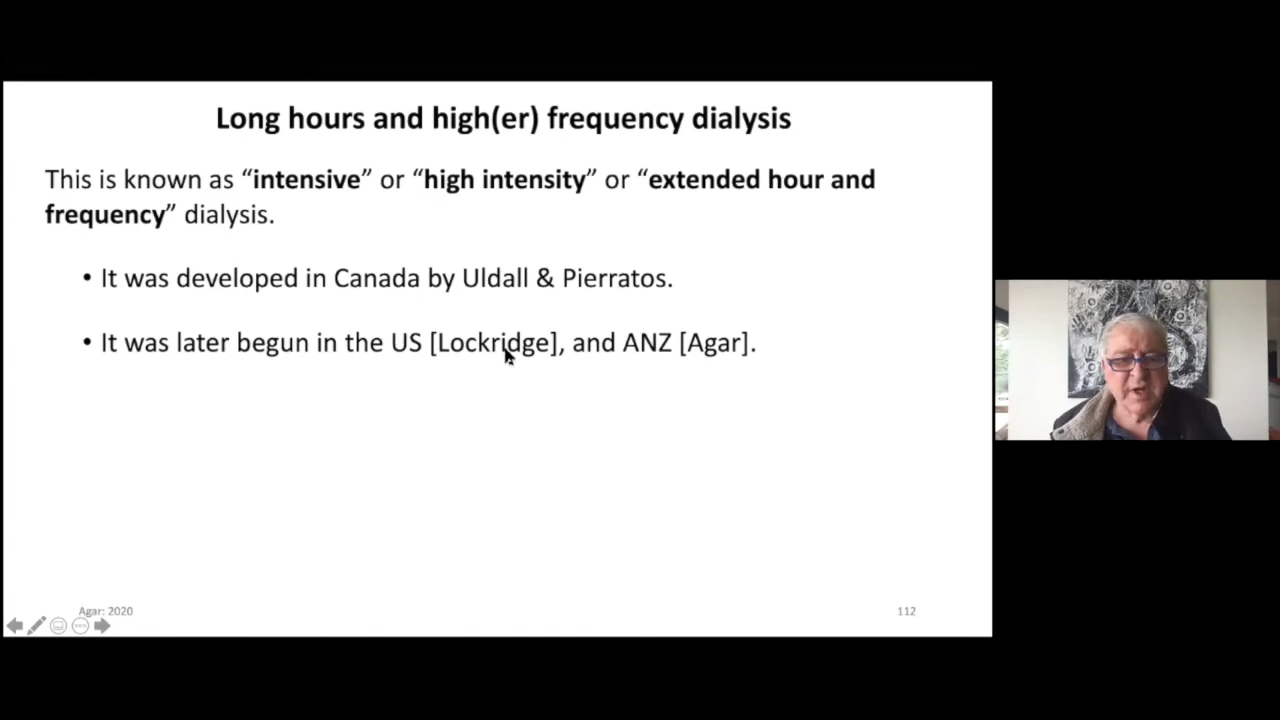 Long hours and high(er) frequency dialysis
This is known as “intensive” or “high intensity” or “extended hour and
frequency” dialysis.
• It was developed in Canada by Uldall & Pierratos.
• It was later begun in the US [Lockridge], and ANZ [Agar].
Agar: 2020
112